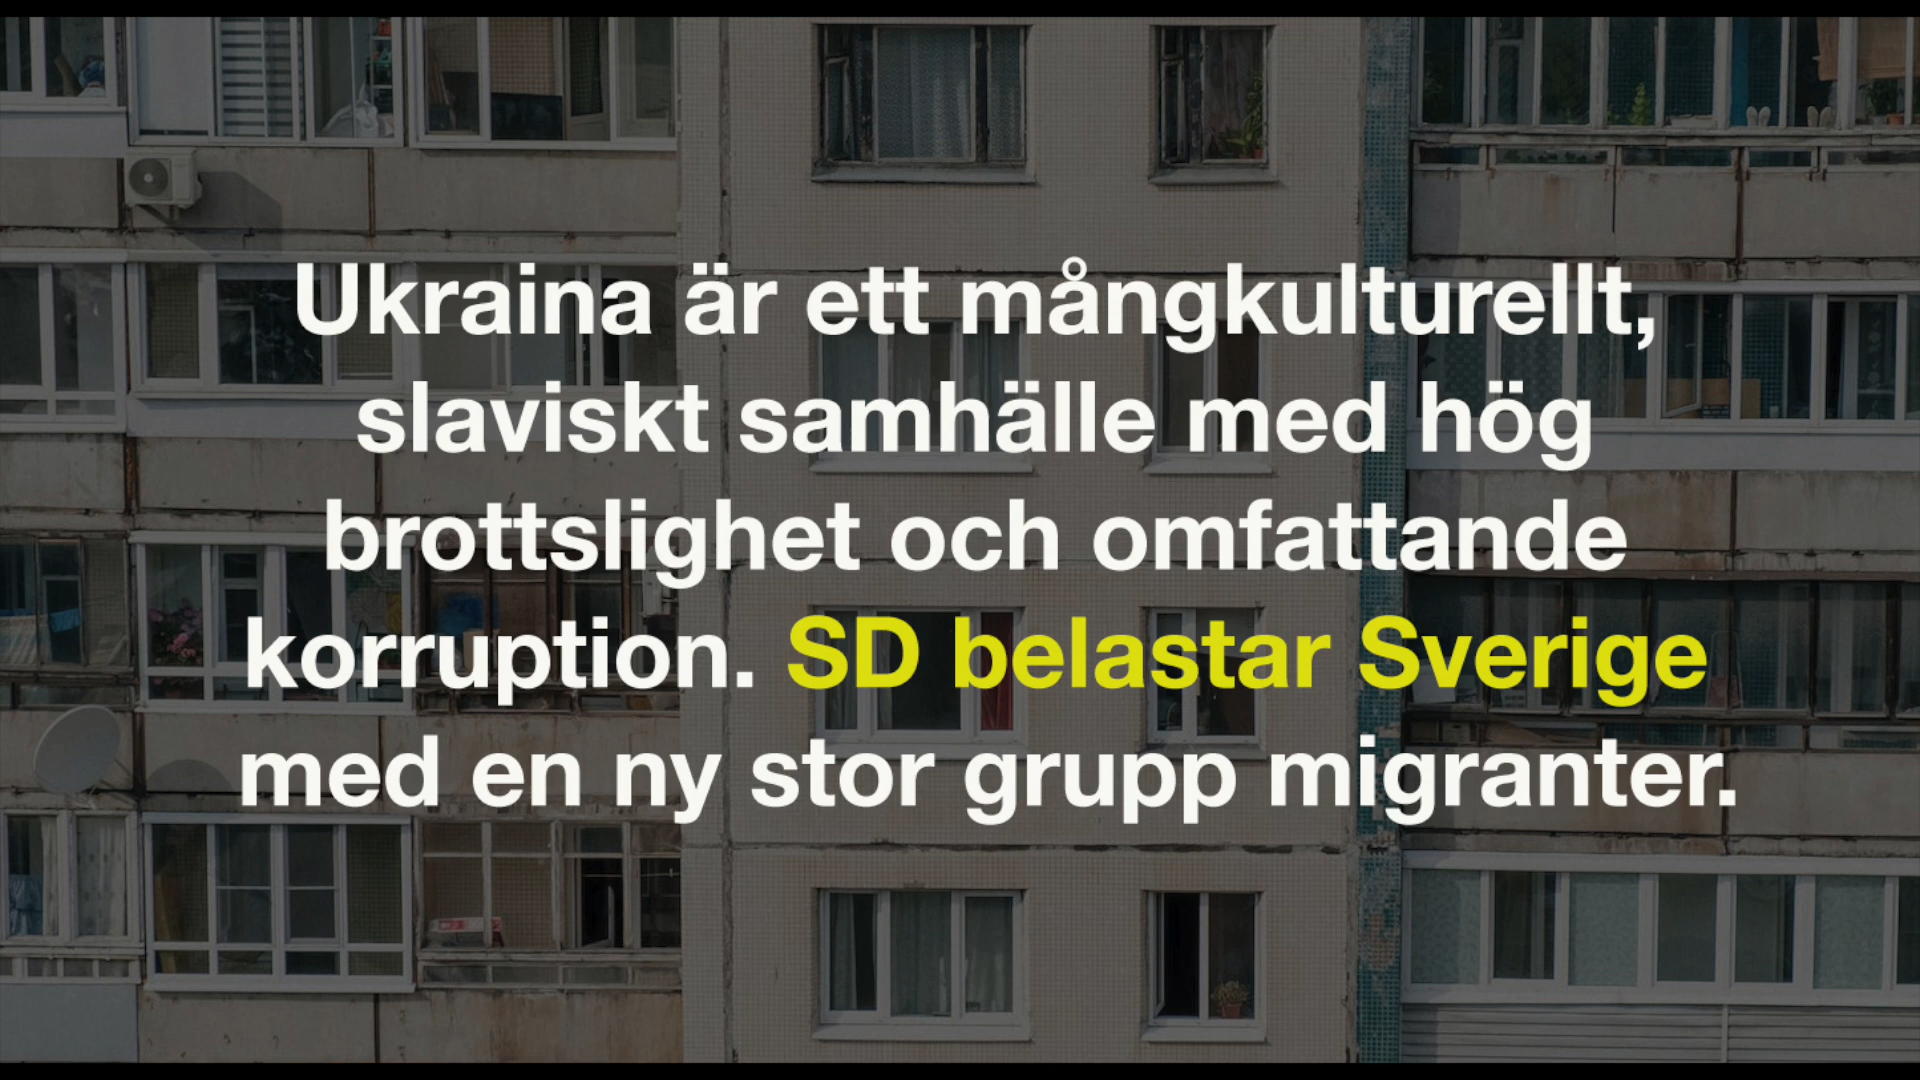 Ukraina är ett mångkulturellt,
slaviskt samhälle med hög
brottslighet och omfattande
korruption. SD belastar Sverige
med en ny stor grupp migranter.